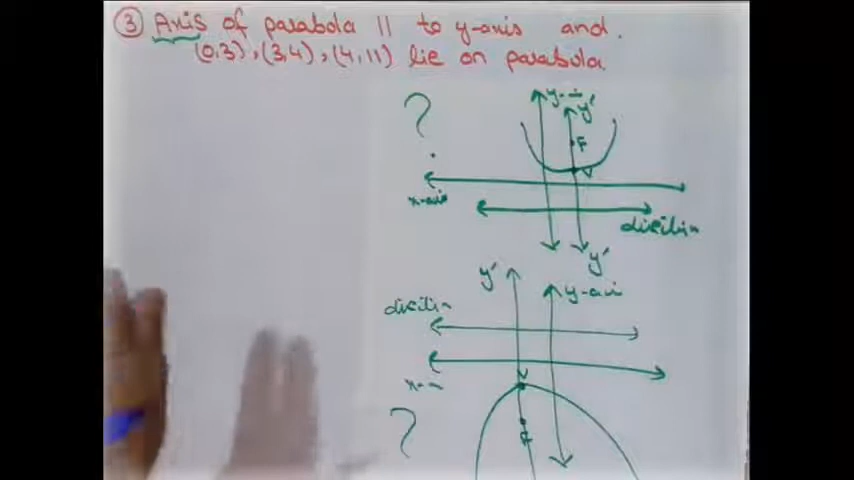 ③ Axis of parabola || to y-axis and.
(0,3), (3,4), (4,11) lie on parabola
?
y-axis
y'
F
V
x-axis
directrix
y'
y'
y-axis
directrix
V
?
F